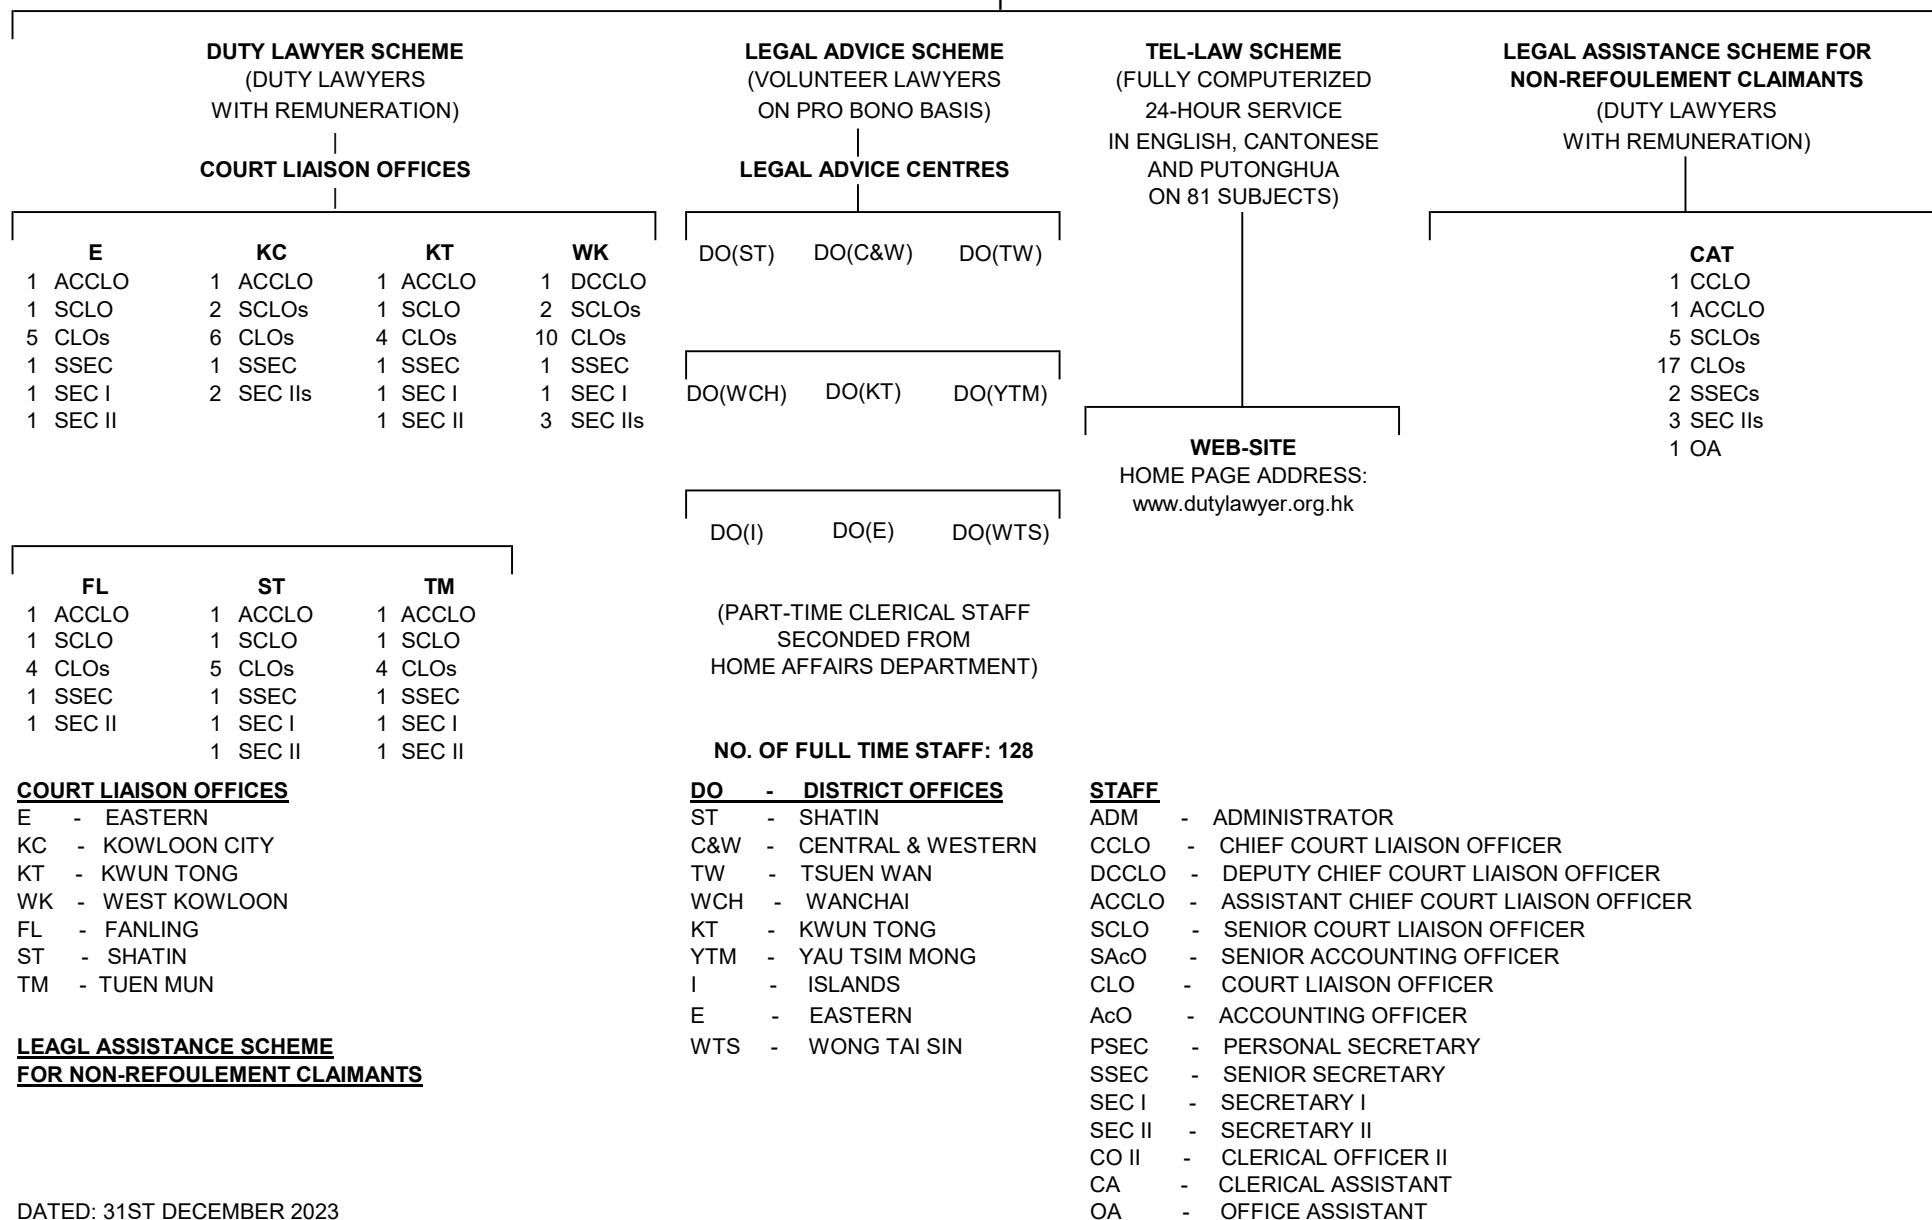 DUTY LAWYER SCHEME
(DUTY LAWYERS
WITH REMUNERATION)
COURT LIAISON OFFICES
E
1 ACCLO
1 SCLO
5 CLOs
1 SSEC
1 SEC I
1 SEC II
KC
1 ACCLO
2 SCLOs
6 CLOs
1 SSEC
2 SEC IIs
KT
1 ACCLO
1 SCLO
4 CLOs
1 SSEC
1 SEC I
1 SEC II
WK
1 DCCLO
2 SCLOs
10 CLOs
1 SSEC
1 SEC I
3 SEC IIs
FL
1 ACCLO
1 SCLO
4 CLOs
1 SSEC
1 SEC II
ST
1 ACCLO
1 SCLO
5 CLOs
1 SSEC
1 SEC I
1 SEC II
TM
1 ACCLO
1 SCLO
4 CLOs
1 SSEC
1 SEC I
1 SEC II
LEGAL ADVICE SCHEME
(VOLUNTEER LAWYERS
ON PRO BONO BASIS)
LEGAL ADVICE CENTRES
DO(ST) DO(C&W) DO(TW)
DO(WCH) DO(KT) DO(YTM)
DO(I) DO(E) DO(WTS)
(PART-TIME CLERICAL STAFF
SECONDED FROM
HOME AFFAIRS DEPARTMENT)
NO. OF FULL TIME STAFF: 128
TEL-LAW SCHEME
(FULLY COMPUTERIZED
24-HOUR SERVICE
IN ENGLISH, CANTONESE
AND PUTONGHUA
ON 81 SUBJECTS)
WEB-SITE
HOME PAGE ADDRESS:
www.dutylawyer.org.hk
LEGAL ASSISTANCE SCHEME FOR
NON-REFOULEMENT CLAIMANTS
(DUTY LAWYERS
WITH REMUNERATION)
CAT
1 CCLO
1 ACCLO
5 SCLOs
17 CLOs
2 SSECs
3 SEC IIs
1 OA
COURT LIAISON OFFICES
E - EASTERN
KC - KOWLOON CITY
KT - KWUN TONG
WK - WEST KOWLOON
FL - FANLING
ST - SHATIN
TM - TUEN MUN
LEAGL ASSISTANCE SCHEME
FOR NON-REFOULEMENT CLAIMANTS
DATED: 31ST DECEMBER 2023
DO - DISTRICT OFFICES
ST - SHATIN
C&W - CENTRAL & WESTERN
TW - TSUEN WAN
WCH - WANCHAI
KT - KWUN TONG
YTM - YAU TSIM MONG
I - ISLANDS
E - EASTERN
WTS - WONG TAI SIN
STAFF
ADM - ADMINISTRATOR
CCLO - CHIEF COURT LIAISON OFFICER
DCCLO - DEPUTY CHIEF COURT LIAISON OFFICER
ACCLO - ASSISTANT CHIEF COURT LIAISON OFFICER
SCLO - SENIOR COURT LIAISON OFFICER
SAcO - SENIOR ACCOUNTING OFFICER
CLO - COURT LIAISON OFFICER
AcO - ACCOUNTING OFFICER
PSEC - PERSONAL SECRETARY
SSEC - SENIOR SECRETARY
SEC I - SECRETARY I
SEC II - SECRETARY II
CO II - CLERICAL OFFICER II
CA - CLERICAL ASSISTANT
OA - OFFICE ASSISTANT